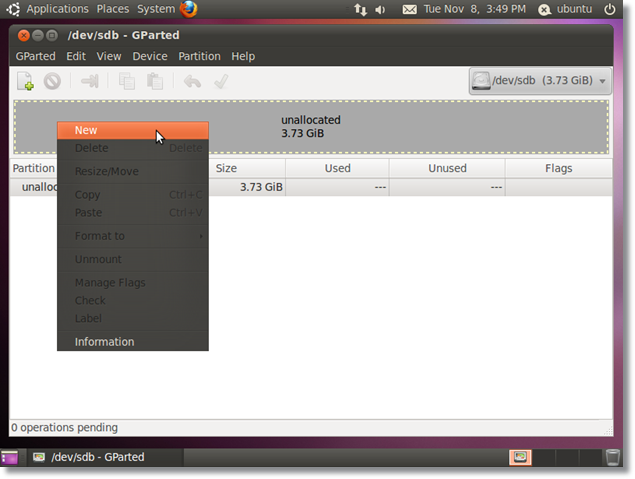 Applications Places System Tue Nov 8, 3:49 PM ubuntu
/dev/sdb - GParted
GParted Edit View Device Partition Help
/dev/sdb (3.73 GiB)
unallocated
3.73 GiB
New
Delete Delete
Resize/Move
Copy Ctrl+C
Paste Ctrl+V
Format to
Unmount
Manage Flags
Check
Label
Information
Partition Size Used Unused Flags
unalloc 3.73 GiB --- ---
0 operations pending
/dev/sdb - GParted